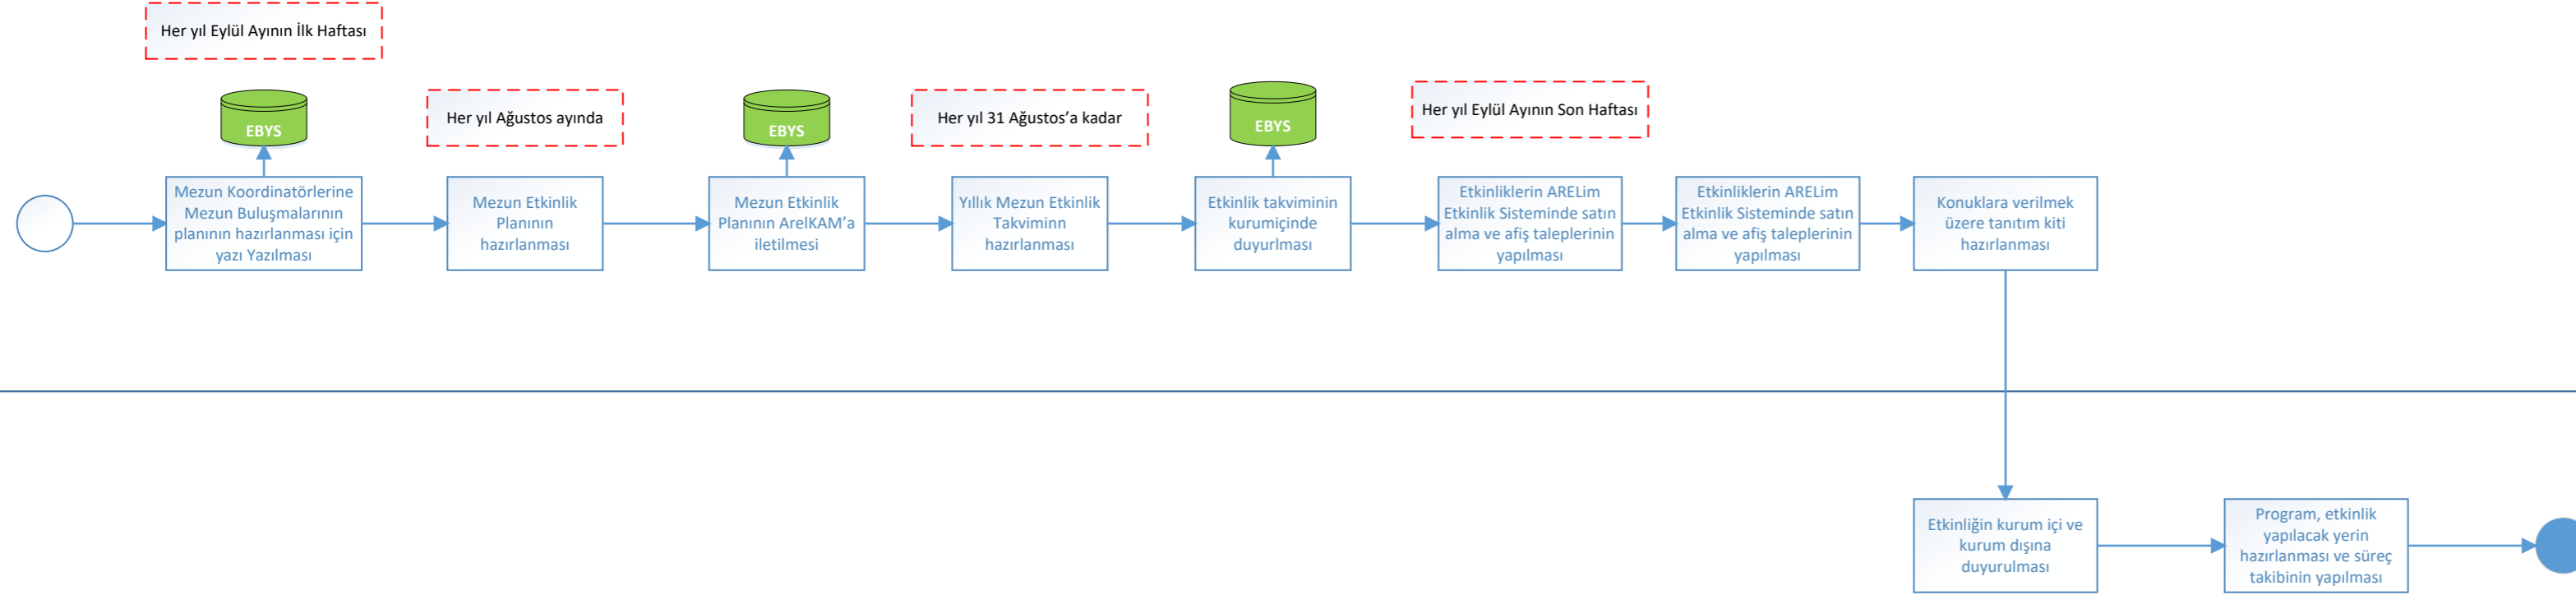 Her yıl Eylül Ayının İlk Haftası
EBYS
Her yıl Ağustos ayında
EBYS
Her yıl 31 Ağustos’a kadar
EBYS
Her yıl Eylül Ayının Son Haftası
Mezun Koordinatörlerine
Mezun Buluşmalarının
planının hazırlanması için
yazı Yazılması
Mezun Etkinlik
Planının
hazırlanması
Mezun Etkinlik
Planının ArelKAM’a
iletilmesi
Yıllık Mezun Etkinlik
Takviminn
hazırlanması
Etkinlik takviminin
kurumiçinde
duyurlması
Etkinliklerin ARELim
Etkinlik Sisteminde satın
alma ve afiş taleplerinin
yapılması
Etkinliklerin ARELim
Etkinlik Sisteminde satın
alma ve afiş taleplerinin
yapılması
Konuklara verilmek
üzere tanıtım kiti
hazırlanması
Etkinliğin kurum içi ve
kurum dışına
duyurulması
Program, etkinlik
yapılacak yerin
hazırlanması ve süreç
takibinin yapılması